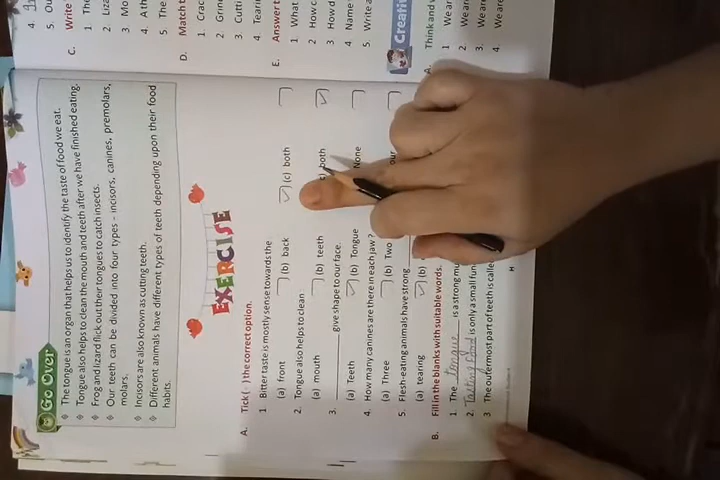 Go Over
The tongue is an organ that helps us to identify the taste of food we eat.
Tongue also helps to clean the mouth and teeth after we have finished eating.
Frog and lizard flick out their tongues to catch insects.
Our teeth can be divided into four types - incisors, canines, premolars,
molars.
Incisors are also known as cutting teeth.
Different animals have different types of teeth depending upon their food
habits.
EXERCISE
A. Tick ( ) the correct option.
1 Bitter taste is mostly sense towards the
(a) front (b) back (c) both
2. Tongue also helps to clean
(a) mouth (b) teeth both
3. give shape to our face.
(a) Teeth (b) Tongue None
4. How many canines are there in each jaw?
(a) Three (b) Two our
5. Flesh-eating animals have strong
(a) tearing (b)
B. Fill in the blanks with suitable words.
1. The tongue is a strong mu
2. Tasting food is only a small fun
3 The outermost part of teeth is calle
4.
5. Ou
C. Write
1 The
2. Liza
3 Mo
4. A th
5. The
D. Match t
1. Crac
2 Grin
3. Cutti
4. Teari
E. Answer t
1 What
2 How c
3 How d
4 Name
5. Write a
Creativ
A. Think and v
1 We ar
2. We are
3. We are
4. We are